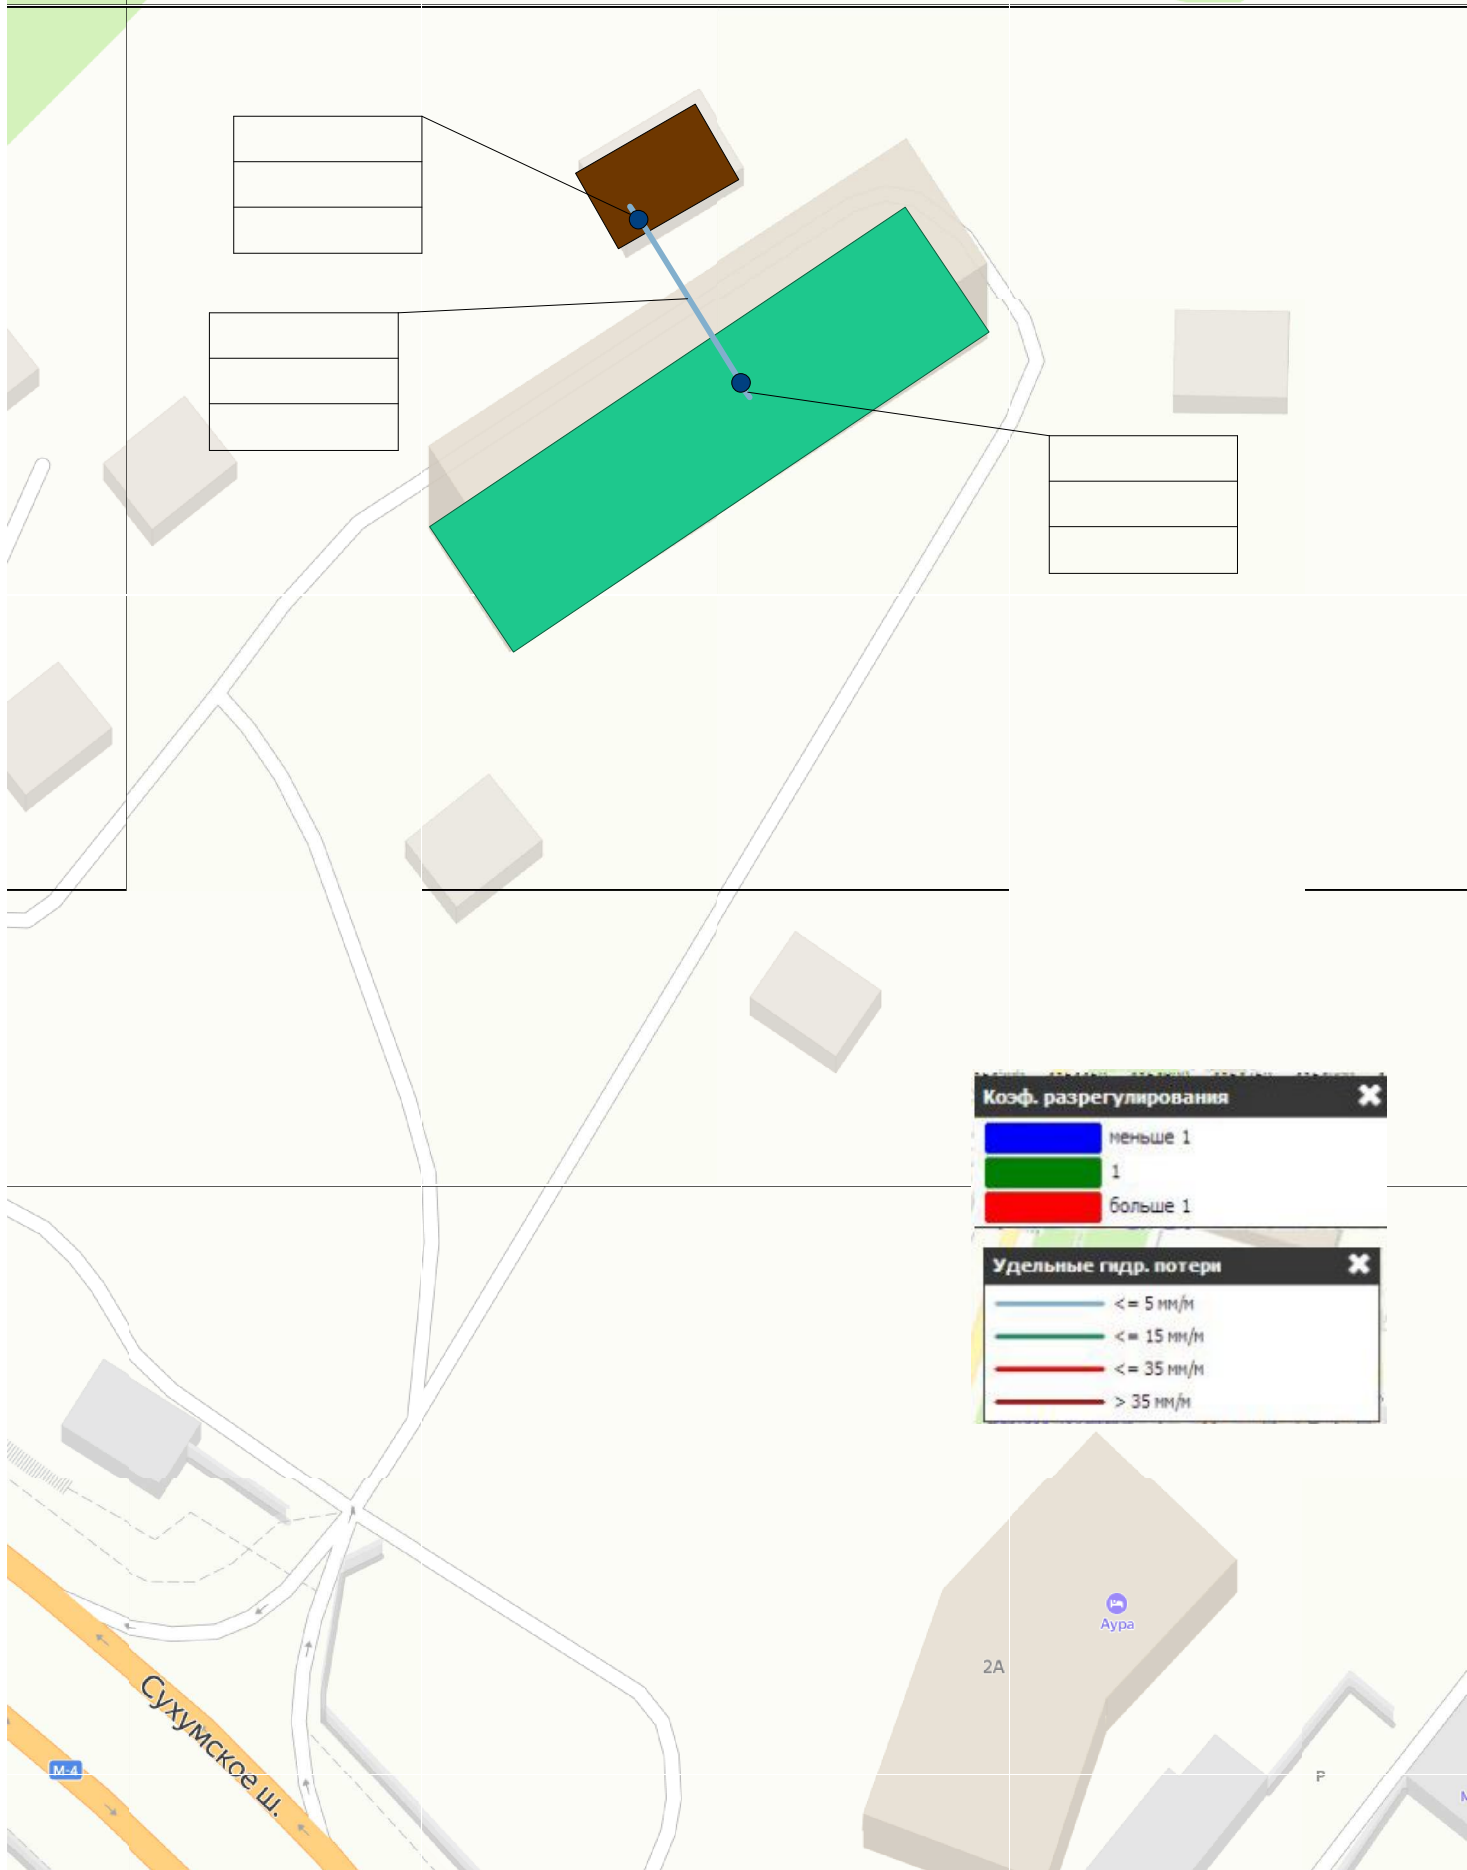 Коэф. разрегулирования
меньше 1
1
больше 1
Удельные гидр. потери
<= 5 мм/м
<= 15 мм/м
<= 35 мм/м
> 35 мм/м
Аура
2А
Сухумское ш.
М-4
P